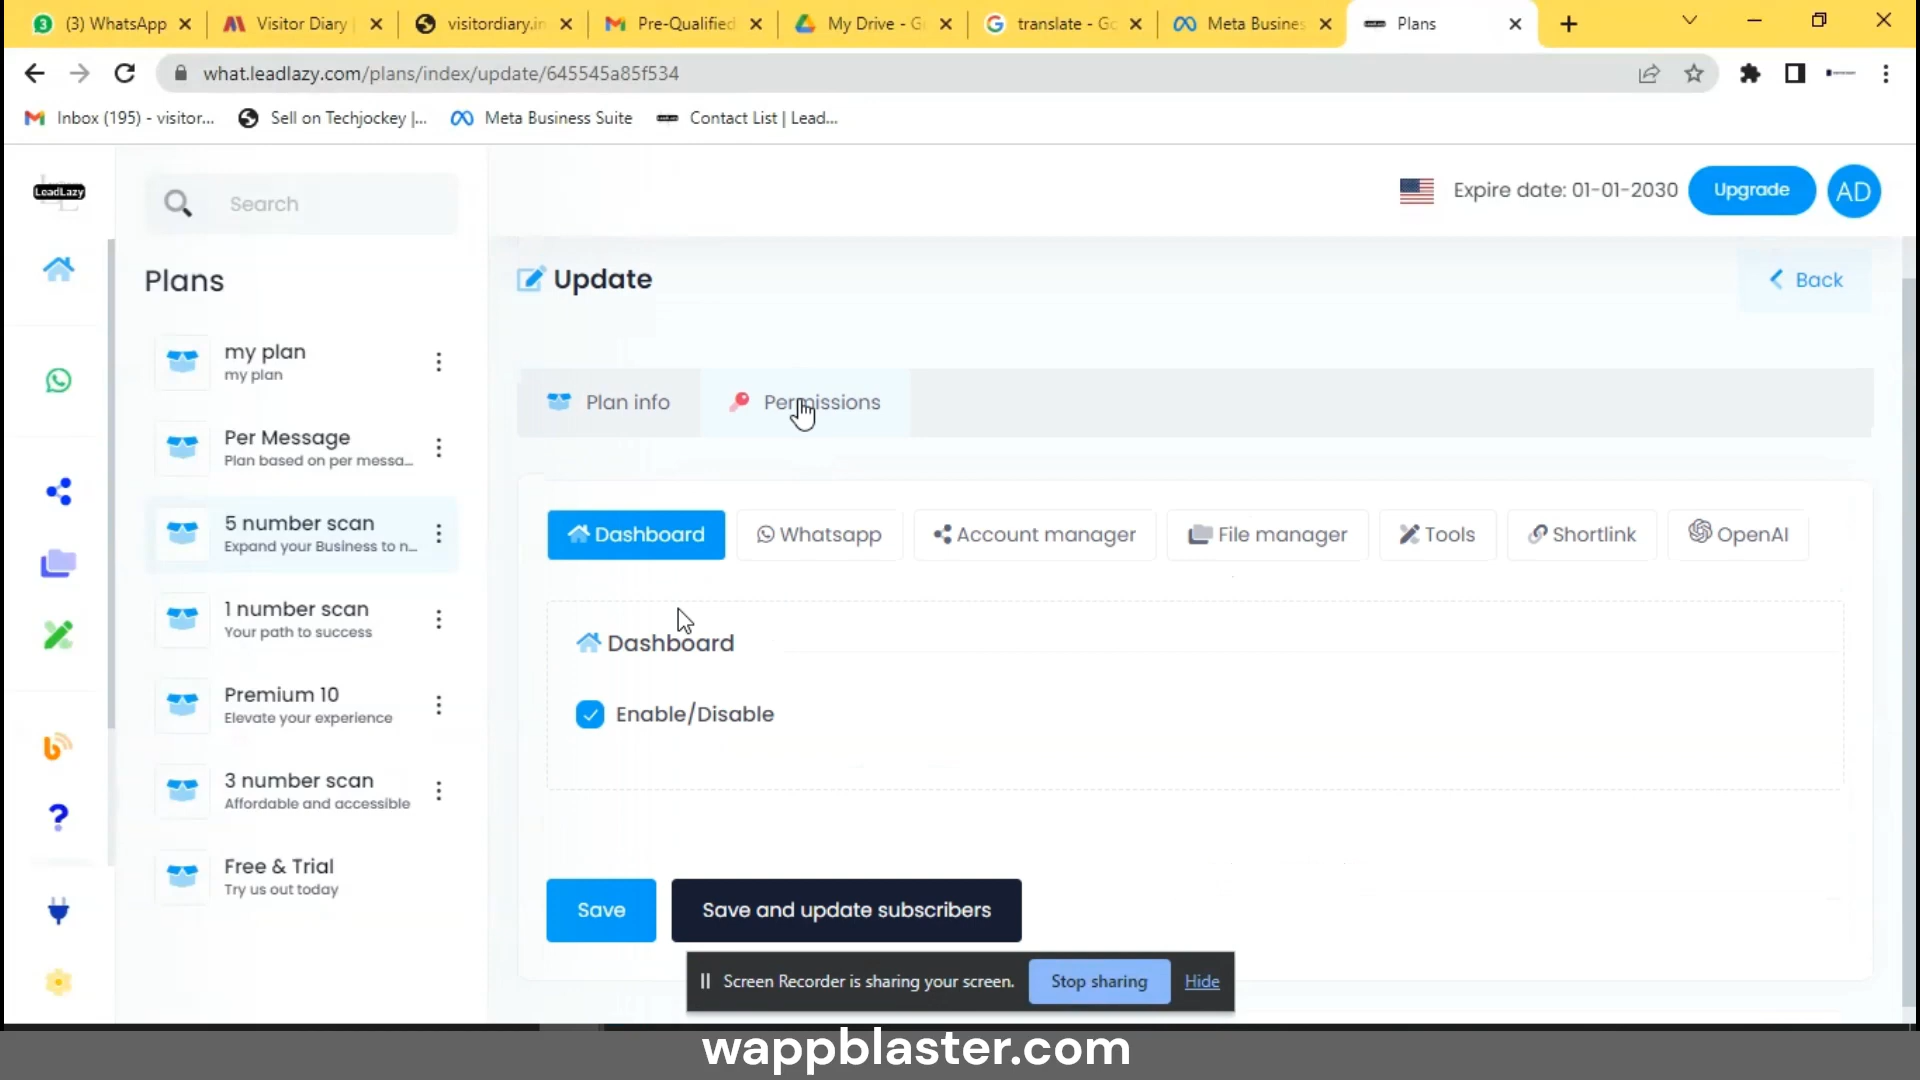 (3) WhatsApp
Visitor Diary
visitordiary.in
Pre-Qualified
My Drive - G
translate - Go
Meta Busines
Plans
what.leadlazy.com/plans/index/update/645545a85f534
Inbox (195) - visitor...
Sell on Techjockey |...
Meta Business Suite
Contact List | Lead...
LeadLazy
Search
Expire date: 01-01-2030
Upgrade
AD
Plans
Update
Back
my plan
my plan
Plan info
Permissions
Per Message
Plan based on per messa...
5 number scan
Expand your Business to n...
Dashboard
Whatsapp
Account manager
File manager
Tools
Shortlink
OpenAI
1 number scan
Your path to success
Dashboard
Enable/Disable
Premium 10
Elevate your experience
3 number scan
Affordable and accessible
Free & Trial
Try us out today
Save
Save and update subscribers
Screen Recorder is sharing your screen.
Stop sharing
Hide
wappblaster.com